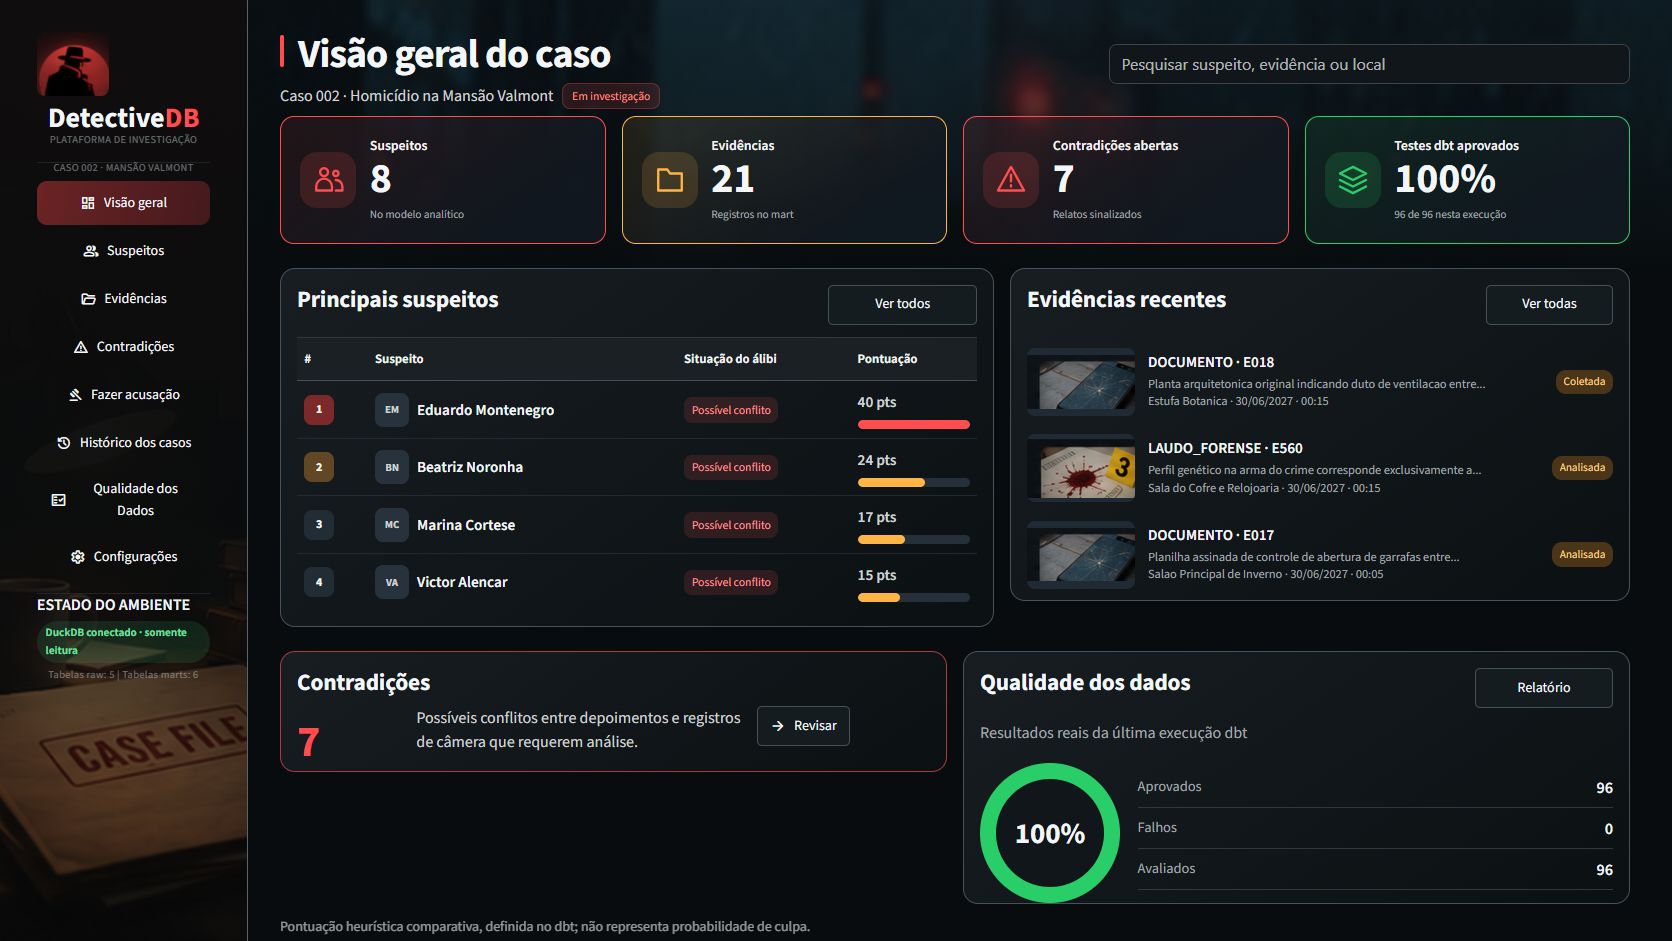 DetectiveDB
PLATAFORMA DE INVESTIGAÇÃO
CASO 002 · MANSÃO VALMONT
Visão geral
Suspeitos
Evidências
Contradições
Fazer acusação
Histórico dos casos
Qualidade dos
Dados
Configurações
ESTADO DO AMBIENTE
DuckDB conectado · somente
leitura
Tabelas raw: 5 | Tabelas marts: 6
CASE FILE
Visão geral do caso
Caso 002 · Homicídio na Mansão Valmont Em investigação
Pesquisar suspeito, evidência ou local
Suspeitos
8
No modelo analítico
Evidências
21
Registros no mart
Contradições abertas
7
Relatos sinalizados
Testes dbt aprovados
100%
96 de 96 nesta execução
Principais suspeitos
Ver todos
# Suspeito Situação do álibi Pontuação
1 EM Eduardo Montenegro Possível conflito 40 pts
2 BN Beatriz Noronha Possível conflito 24 pts
3 MC Marina Cortese Possível conflito 17 pts
4 VA Victor Alencar Possível conflito 15 pts
Evidências recentes
Ver todas
DOCUMENTO · E018
Planta arquitetonica original indicando duto de ventilacao entre...
Estufa Botanica · 30/06/2027 · 00:15
Coletada
3
LAUDO_FORENSE · E560
Perfil genético na arma do crime corresponde exclusivamente a...
Sala do Cofre e Relojoaria · 30/06/2027 · 00:15
Analisada
DOCUMENTO · E017
Planilha assinada de controle de abertura de garrafas entre...
Salao Principal de Inverno · 30/06/2027 · 00:05
Analisada
Contradições
7
Possíveis conflitos entre depoimentos e registros
de câmera que requerem análise.
Revisar
Qualidade dos dados
Relatório
Resultados reais da última execução dbt
100%
Aprovados 96
Falhos 0
Avaliados 96
Pontuação heurística comparativa, definida no dbt; não representa probabilidade de culpa.